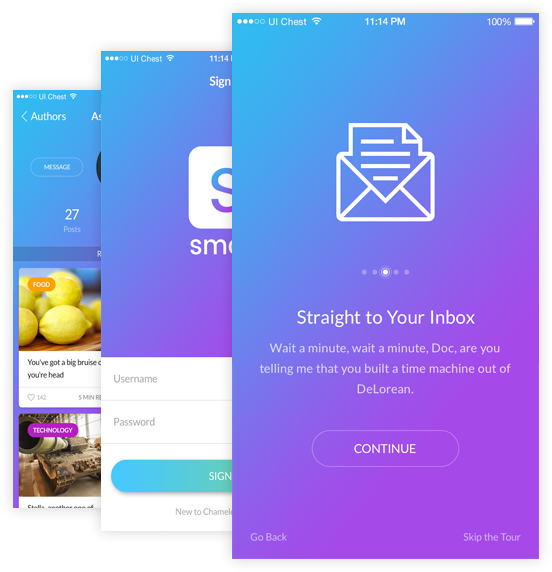 UI Chest
Authors
As
MESSAGE
27
Posts
R
FOOD
You've got a big bruise o
you're head
142
5 MIN RE
TECHNOLOGY
Stella, another one of
UI Chest
11:14 P
Sign
S
smo
Username
Password
SIGN
New to Chamele
UI Chest
11:14 PM
100%
Straight to Your Inbox
Wait a minute, wait a minute, Doc, are you
telling me that you built a time machine out of
DeLorean.
CONTINUE
Go Back
Skip the Tour